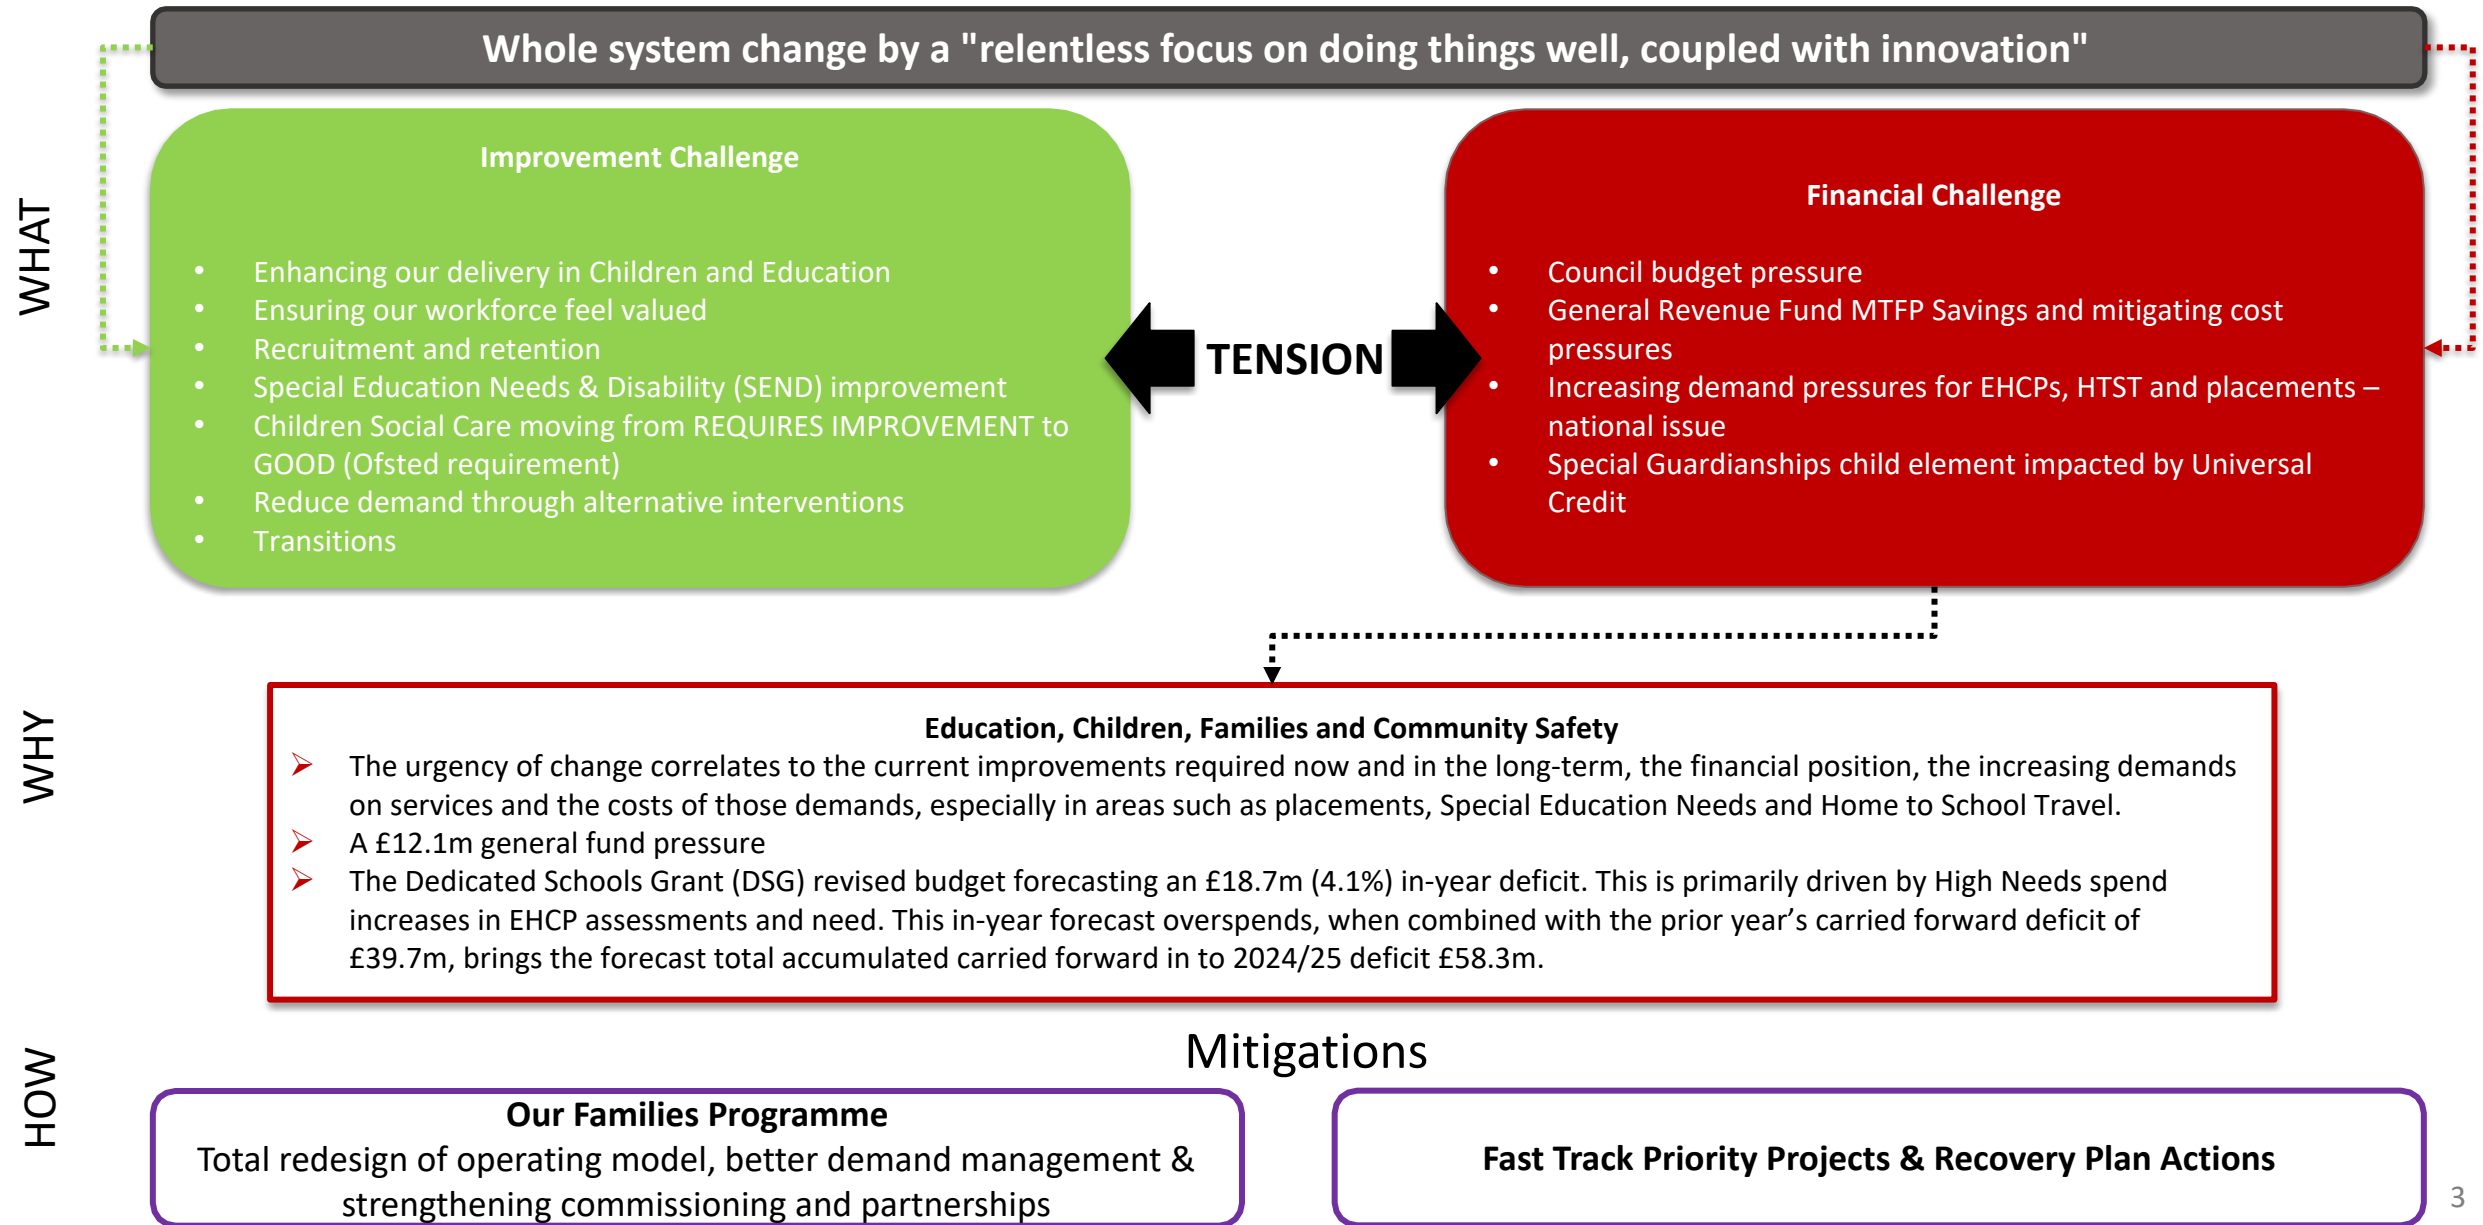 Whole system change by a "relentless focus on doing things well, coupled with innovation"
WHAT
Improvement Challenge
• Enhancing our delivery in Children and Education
• Ensuring our workforce feel valued
• Recruitment and retention
• Special Education Needs & Disability (SEND) improvement
• Children Social Care moving from REQUIRES IMPROVEMENT to
GOOD (Ofsted requirement)
• Reduce demand through alternative interventions
• Transitions
TENSION
Financial Challenge
• Council budget pressure
• General Revenue Fund MTFP Savings and mitigating cost
pressures
• Increasing demand pressures for EHCPs, HTST and placements –
national issue
• Special Guardianships child element impacted by Universal
Credit
WHY
Education, Children, Families and Community Safety
➢ The urgency of change correlates to the current improvements required now and in the long-term, the financial position, the increasing demands
on services and the costs of those demands, especially in areas such as placements, Special Education Needs and Home to School Travel.
➢ A £12.1m general fund pressure
➢ The Dedicated Schools Grant (DSG) revised budget forecasting an £18.7m (4.1%) in-year deficit. This is primarily driven by High Needs spend
increases in EHCP assessments and need. This in-year forecast overspends, when combined with the prior year’s carried forward deficit of
£39.7m, brings the forecast total accumulated carried forward in to 2024/25 deficit £58.3m.
HOW
Mitigations
Our Families Programme
Total redesign of operating model, better demand management &
strengthening commissioning and partnerships
Fast Track Priority Projects & Recovery Plan Actions
3